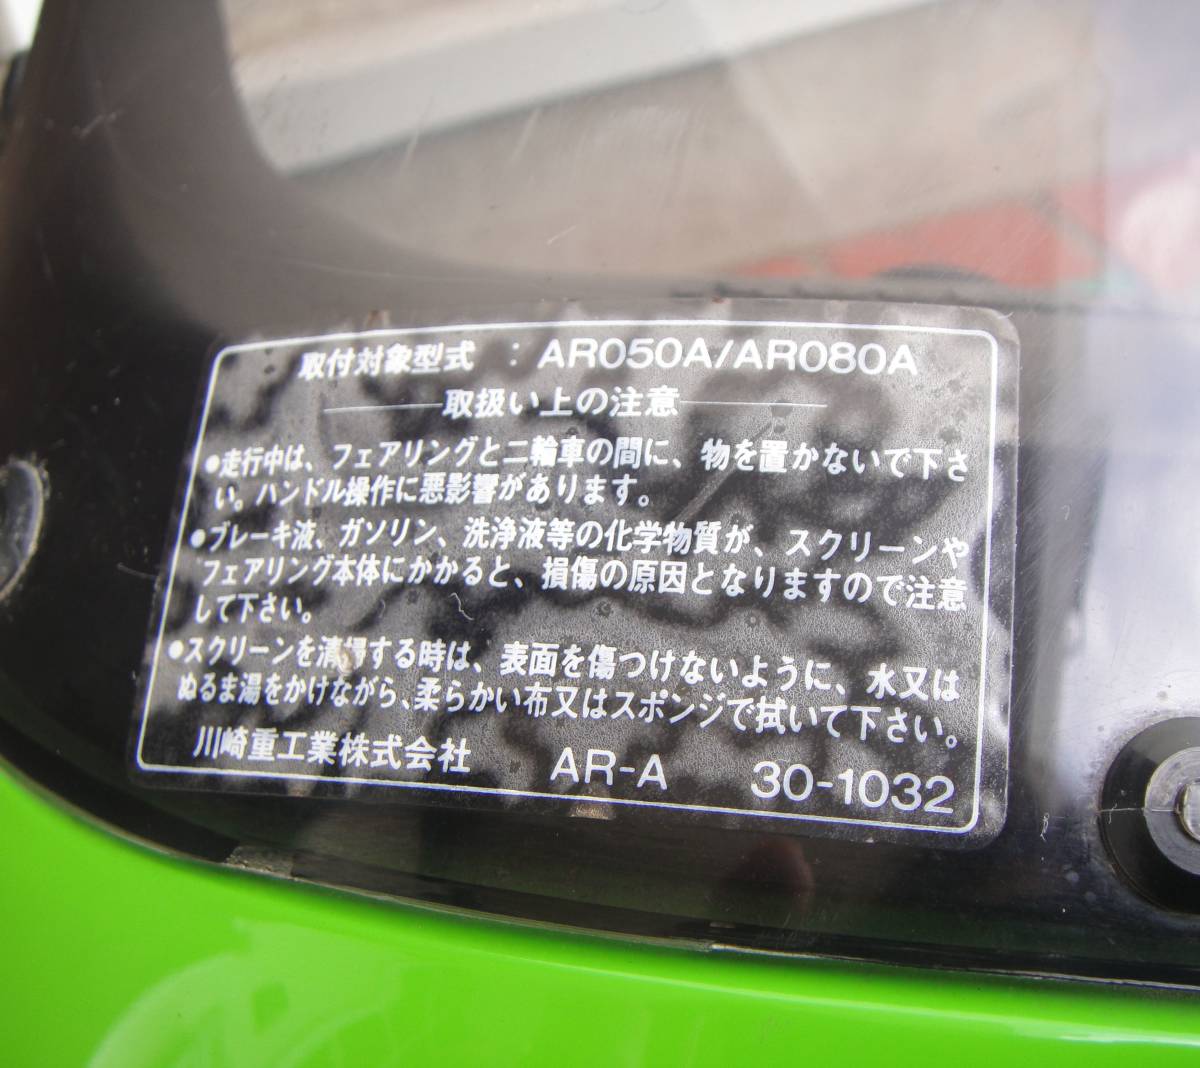 取付対象型式 : AR050A/AR080A
取扱い上の注意
●走行中は、フェアリングと二輪車の間に、物を置かないで下さ
い。ハンドル操作に悪影響があります。
●ブレーキ液、ガソリン、洗浄液等の化学物質が、スクリーンや
フェアリング本体にかかると、損傷の原因となりますので注意
して下さい。
●スクリーンを清掃する時は、表面を傷つけないように、水又は
ぬるま湯をかけながら、柔らかい布又はスポンジで拭いて下さい。
川崎重工業株式会社 AR-A 30-1032